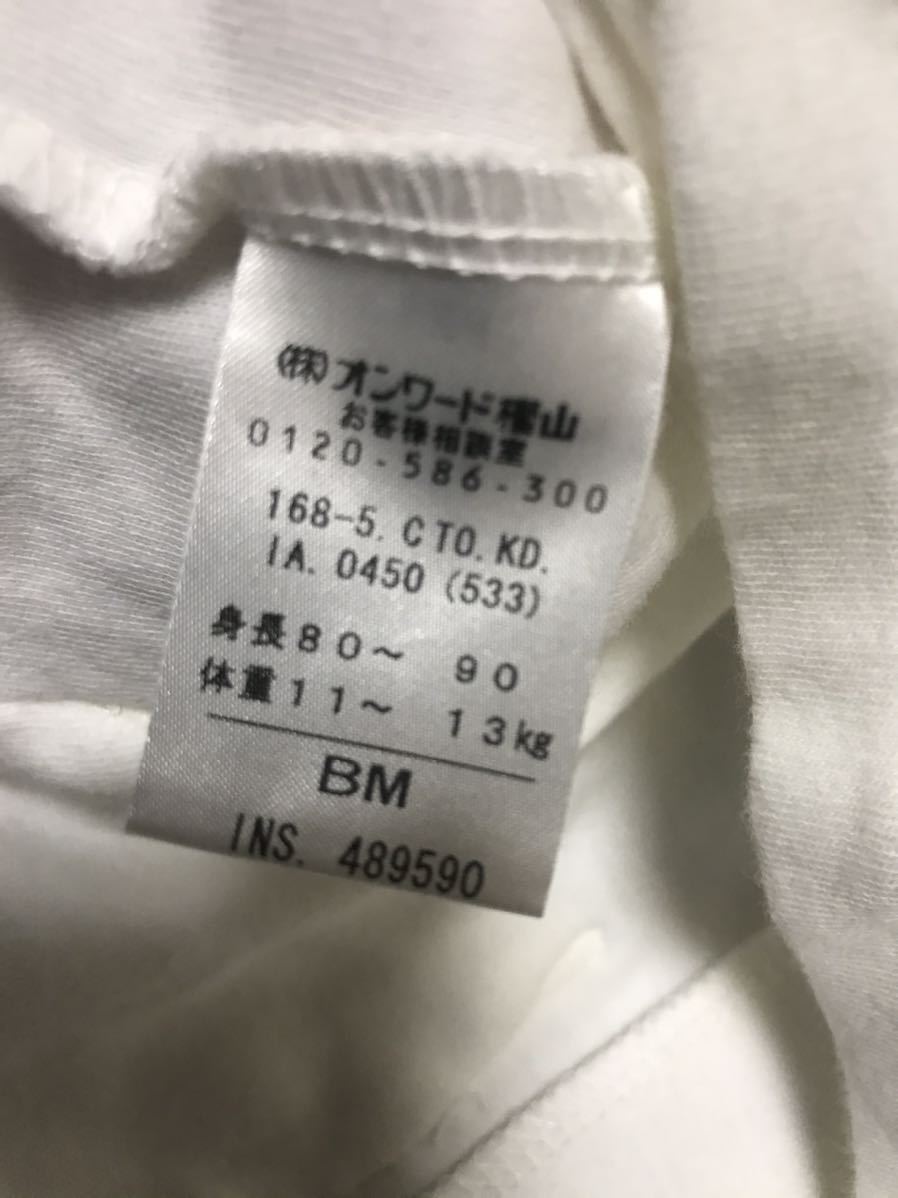 ㈱オンワード樫山
お客様相談室
0120-586-300
168-5. CTO. KD.
IA. 0450 (533)
身長80〜 90
体重11〜 13kg
BM
INS. 489590